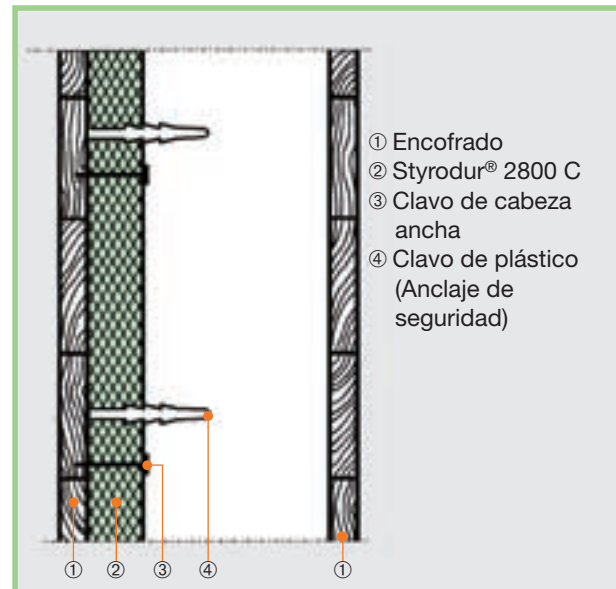 ① Encofrado
② Styrodur® 2800 C
③ Clavo de cabeza
ancha
④ Clavo de plástico
(Anclaje de
seguridad)
① ② ③ ④ ①